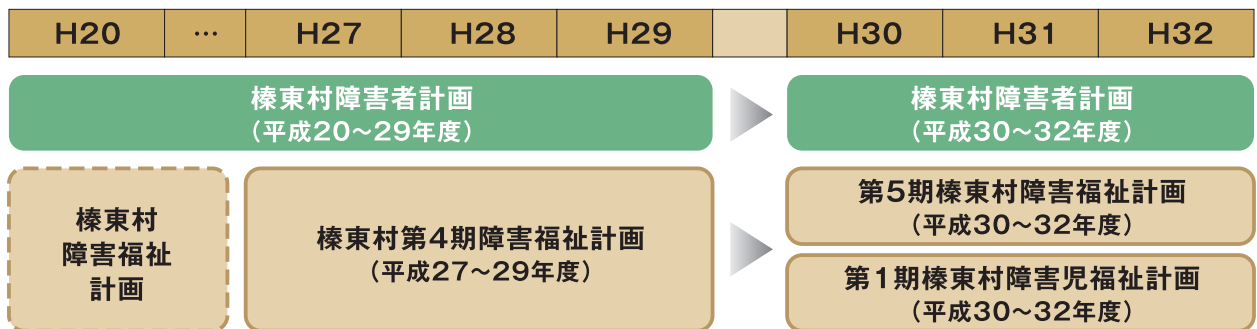 H20 … H27 H28 H29 H30 H31 H32
榛東村障害者計画
（平成20～29年度）
榛東村障害者計画
（平成30～32年度）
榛東村
障害福祉
計画
榛東村第4期障害福祉計画
（平成27～29年度）
第5期榛東村障害福祉計画
（平成30～32年度）
第1期榛東村障害児福祉計画
（平成30～32年度）